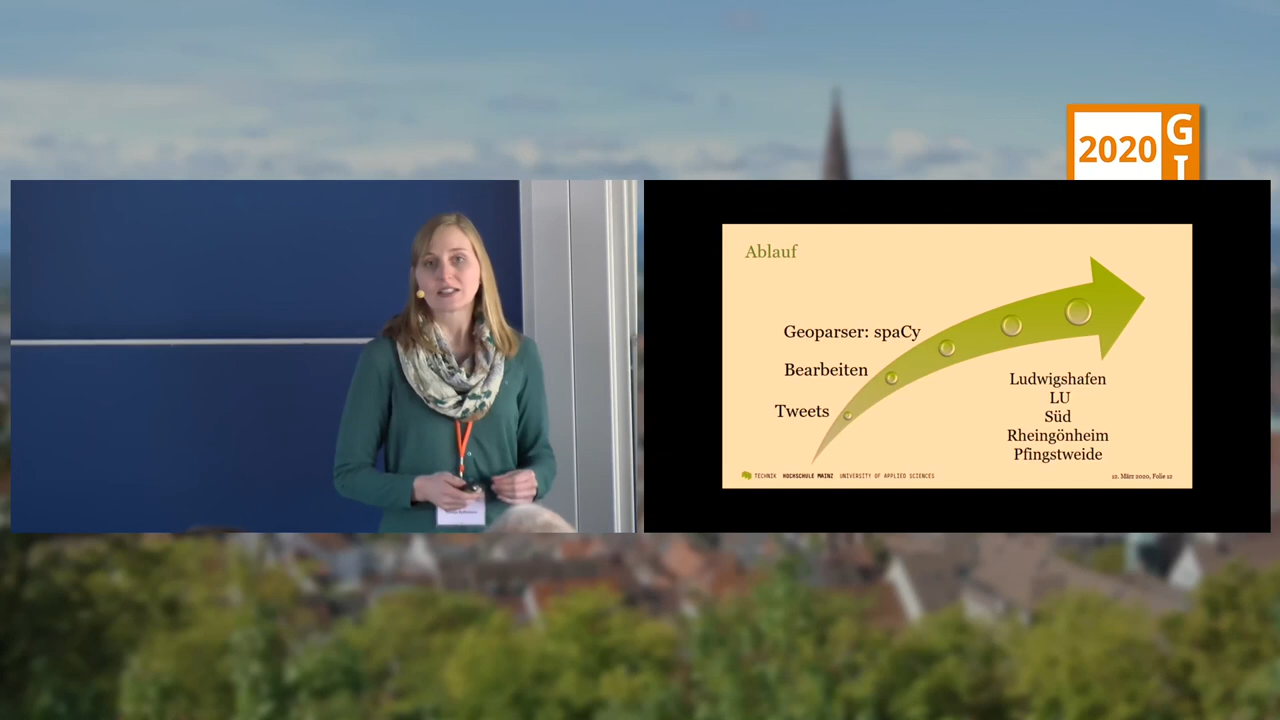 2020
G
I
Ablauf
Geoparser: spaCy
Bearbeiten
Tweets
Ludwigshafen
LU
Süd
Rheingönheim
Pfingstweide
TECHNIK HOCHSCHULE MAINZ UNIVERSITY OF APPLIED SCIENCES
12. März 2020, Folie 12